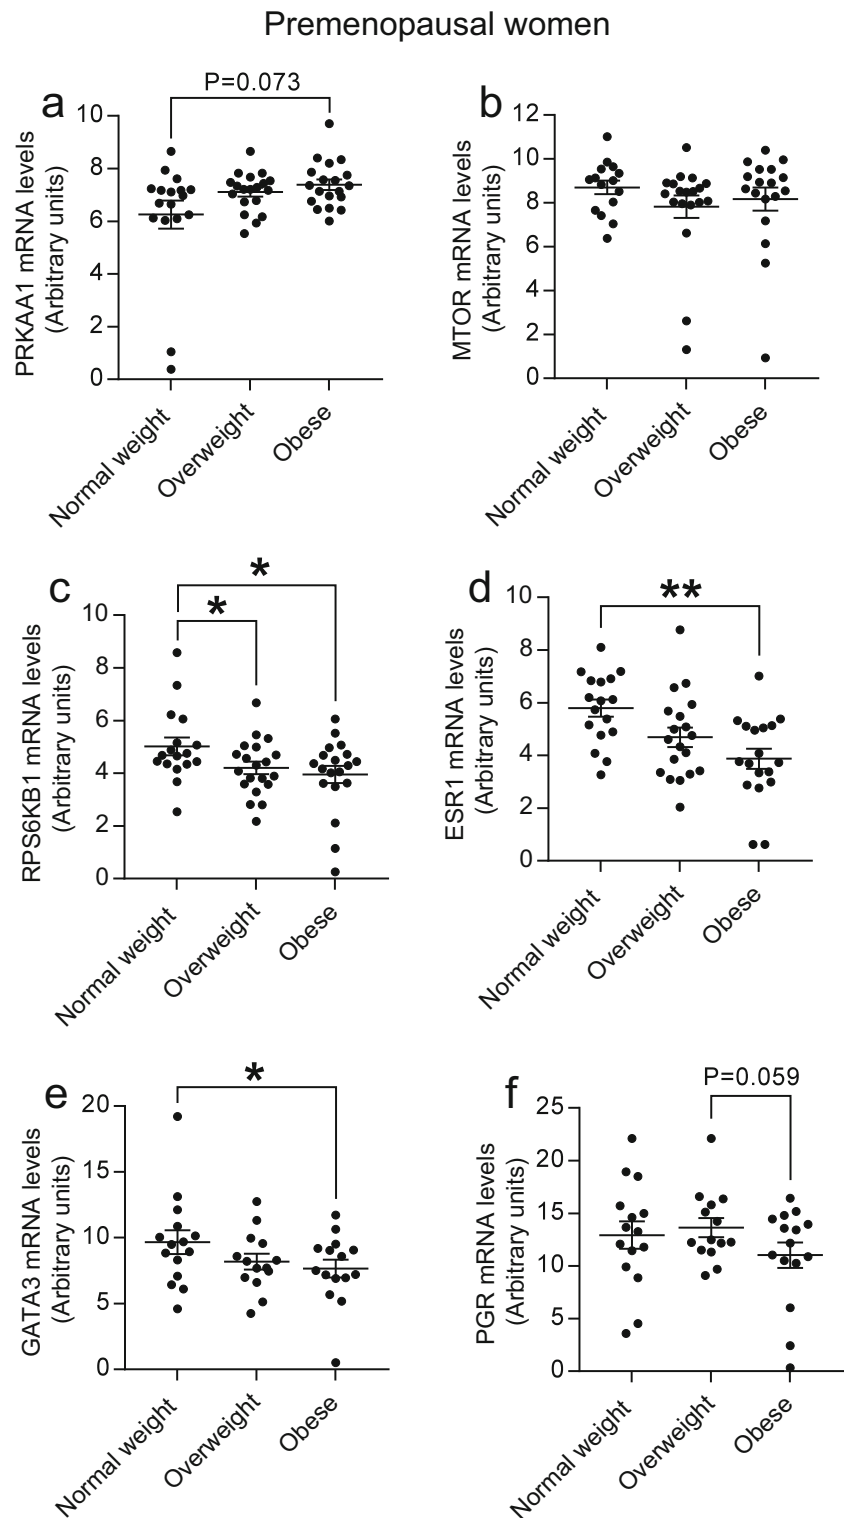 Premenopausal women
a
P=0.073
PRKAA1 mRNA levels
(Arbitrary units)
10
8
6
4
2
0
Normal weight
Overweight
Obese
b
MTOR mRNA levels
(Arbitrary units)
12
10
8
6
4
2
0
Normal weight
Overweight
Obese
c
*
*
RPS6KB1 mRNA levels
(Arbitrary units)
10
8
6
4
2
0
Normal weight
Overweight
Obese
d
**
ESR1 mRNA levels
(Arbitrary units)
10
8
6
4
2
0
Normal weight
Overweight
Obese
e
*
GATA3 mRNA levels
(Arbitrary units)
20
15
10
5
0
Normal weight
Overweight
Obese
f
P=0.059
PGR mRNA levels
(Arbitrary units)
25
20
15
10
5
0
Normal weight
Overweight
Obese